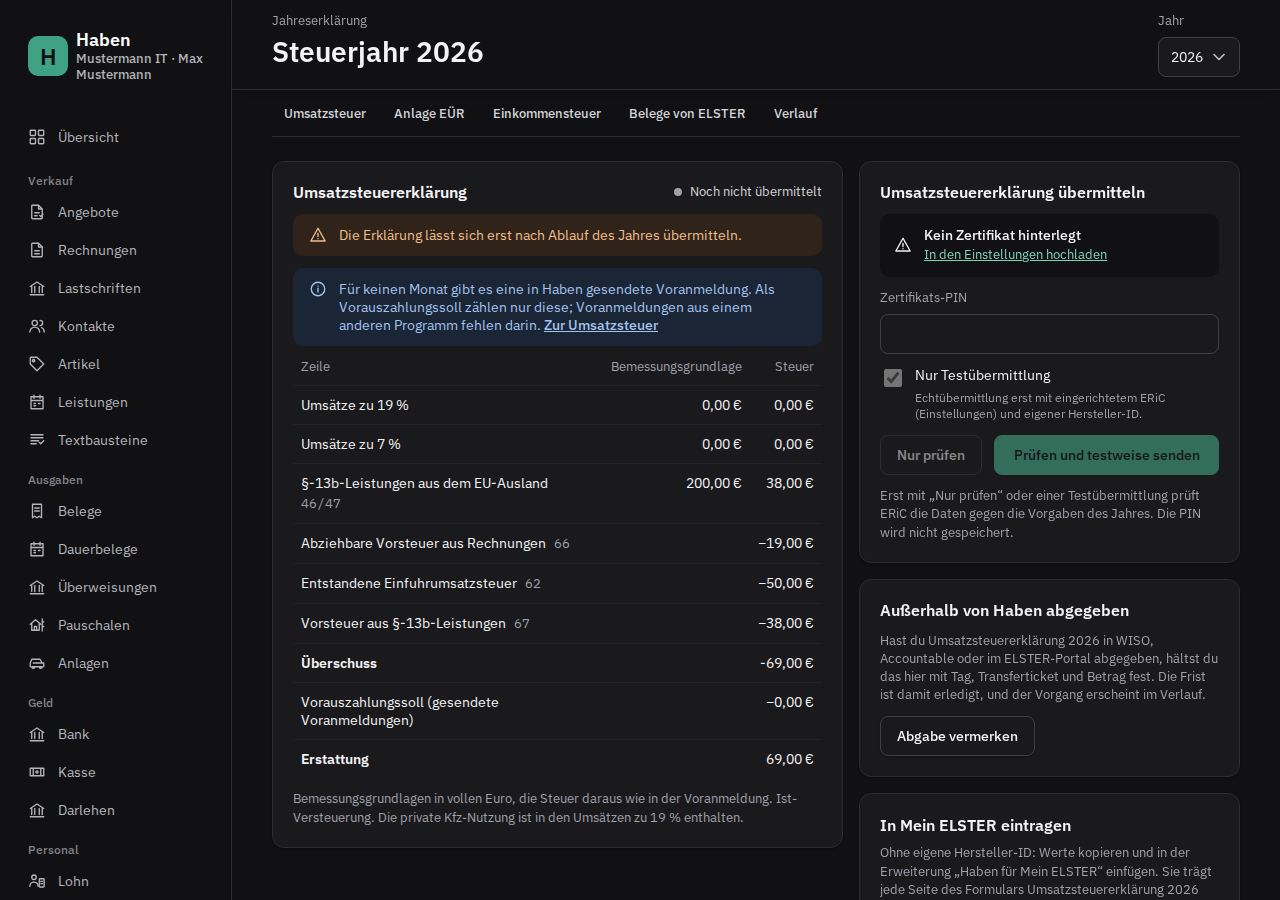 H
Haben
Mustermann IT · Max
Mustermann
Übersicht
Verkauf
Angebote
Rechnungen
Lastschriften
Kontakte
Artikel
Leistungen
Textbausteine
Ausgaben
Belege
Dauerbelege
Überweisungen
Pauschalen
Anlagen
Geld
Bank
Kasse
Darlehen
Personal
Lohn
Jahreserklärung
Steuerjahr 2026
Jahr
2026
Umsatzsteuer Anlage EÜR Einkommensteuer Belege von ELSTER Verlauf
Umsatzsteuererklärung Noch nicht übermittelt
Die Erklärung lässt sich erst nach Ablauf des Jahres übermitteln.
Für keinen Monat gibt es eine in Haben gesendete Voranmeldung. Als
Vorauszahlungssoll zählen nur diese; Voranmeldungen aus einem
anderen Programm fehlen darin. Zur Umsatzsteuer
Zeile Bemessungsgrundlage Steuer
Umsätze zu 19 % 0,00 € 0,00 €
Umsätze zu 7 % 0,00 € 0,00 €
§-13b-Leistungen aus dem EU-Ausland 200,00 € 38,00 €
46/47
Abziehbare Vorsteuer aus Rechnungen 66 −19,00 €
Entstandene Einfuhrumsatzsteuer 62 −50,00 €
Vorsteuer aus §-13b-Leistungen 67 −38,00 €
Überschuss -69,00 €
Vorauszahlungssoll (gesendete −0,00 €
Voranmeldungen)
Erstattung 69,00 €
Bemessungsgrundlagen in vollen Euro, die Steuer daraus wie in der Voranmeldung. Ist-
Versteuerung. Die private Kfz-Nutzung ist in den Umsätzen zu 19 % enthalten.
Umsatzsteuererklärung übermitteln
Kein Zertifikat hinterlegt
In den Einstellungen hochladen
Zertifikats-PIN
Nur Testübermittlung
Echtübermittlung erst mit eingerichtetem ERiC
(Einstellungen) und eigener Hersteller-ID.
Nur prüfen Prüfen und testweise senden
Erst mit „Nur prüfen“ oder einer Testübermittlung prüft
ERiC die Daten gegen die Vorgaben des Jahres. Die PIN
wird nicht gespeichert.
Außerhalb von Haben abgegeben
Hast du Umsatzsteuererklärung 2026 in WISO,
Accountable oder im ELSTER-Portal abgegeben, hältst du
das hier mit Tag, Transferticket und Betrag fest. Die Frist
ist damit erledigt, und der Vorgang erscheint im Verlauf.
Abgabe vermerken
In Mein ELSTER eintragen
Ohne eigene Hersteller-ID: Werte kopieren und in der
Erweiterung „Haben für Mein ELSTER“ einfügen. Sie trägt
jede Seite des Formulars Umsatzsteuererklärung 2026